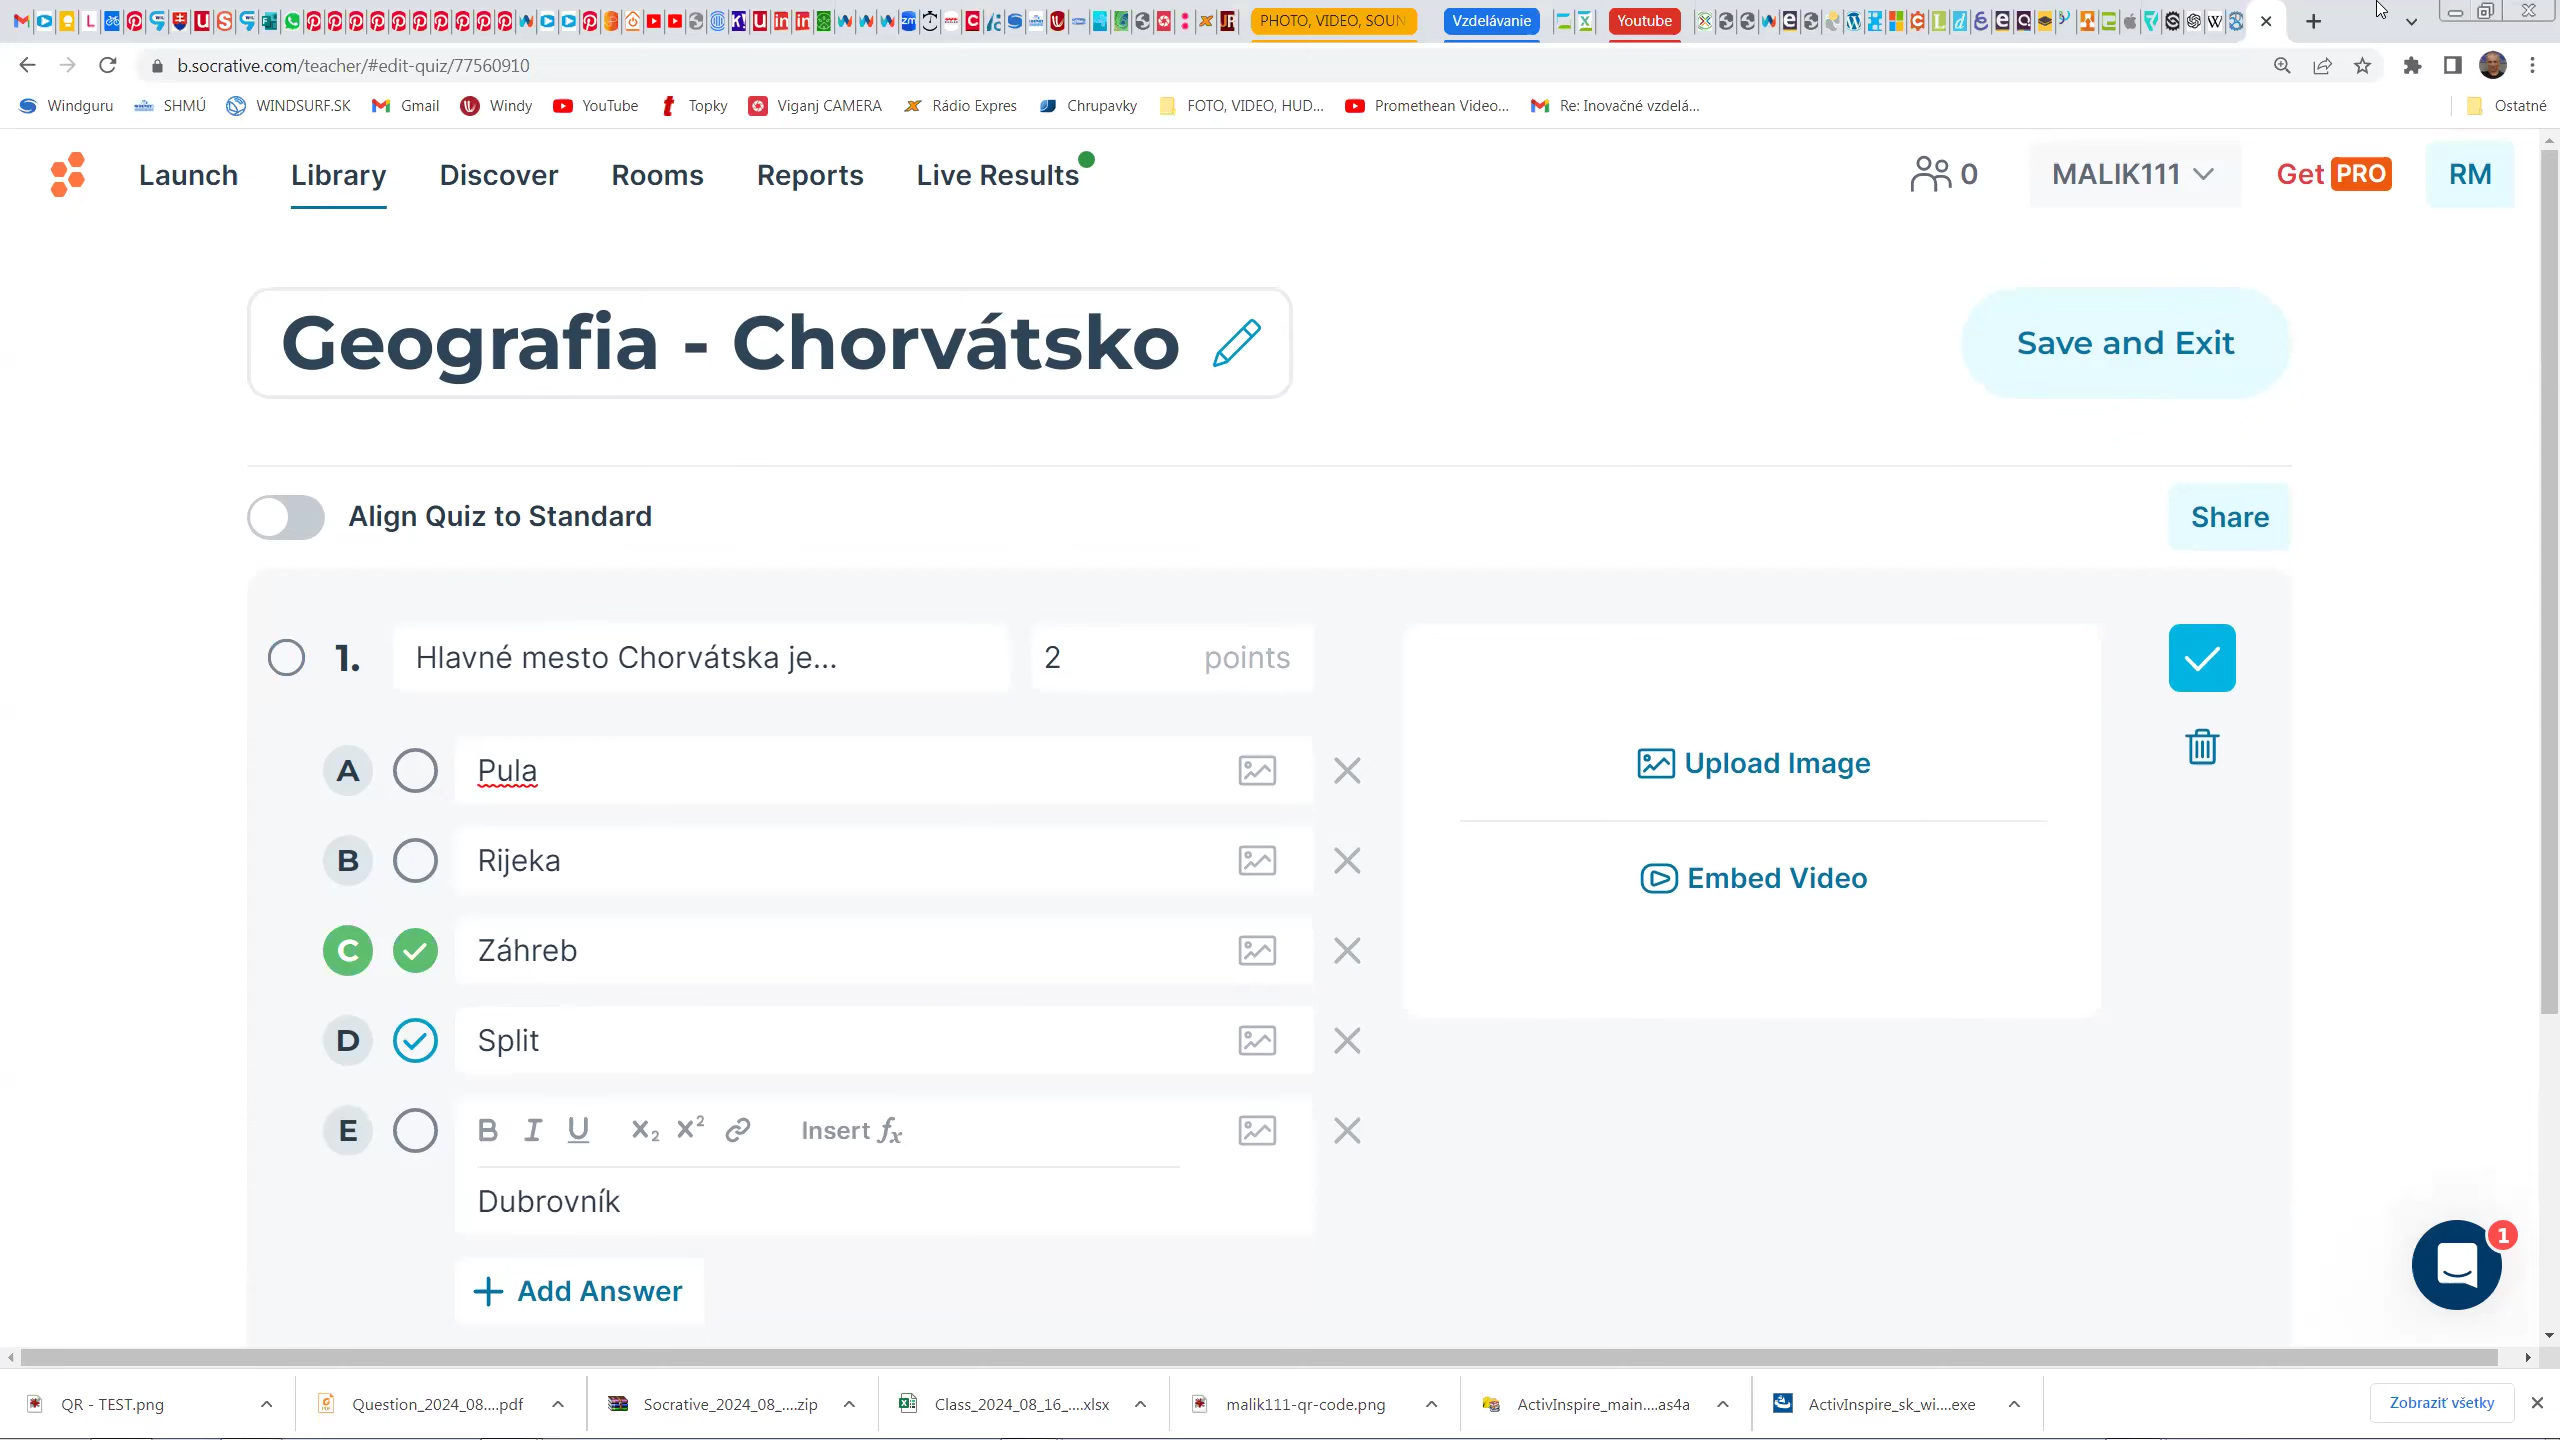 PHOTO, VIDEO, SOUN
Vzdelávanie
Youtube
b.socrative.com/teacher/#edit-quiz/77560910
Windguru
SHMÚ
WINDSURF.SK
Gmail
Windy
YouTube
Topky
Viganj CAMERA
Rádio Expres
Chrupavky
FOTO, VIDEO, HUD...
Promethean Video...
Re: Inovačné vzdelá...
Ostatné
Launch
Library
Discover
Rooms
Reports
Live Results
0
MALIK111
Get PRO
RM
Geografia - Chorvátsko
Save and Exit
Align Quiz to Standard
Share
1.
Hlavné mesto Chorvátska je...
2
points
A
Pula
B
Rijeka
C
Záhreb
D
Split
E
B I U X₂ X² Insert fx
Dubrovník
Add Answer
Upload Image
Embed Video
1
QR - TEST.png
Question_2024_08....pdf
Socrative_2024_08_....zip
Class_2024_08_16_....xlsx
malik111-qr-code.png
ActivInspire_main....as4a
ActivInspire_sk_wi....exe
Zobraziť všetky